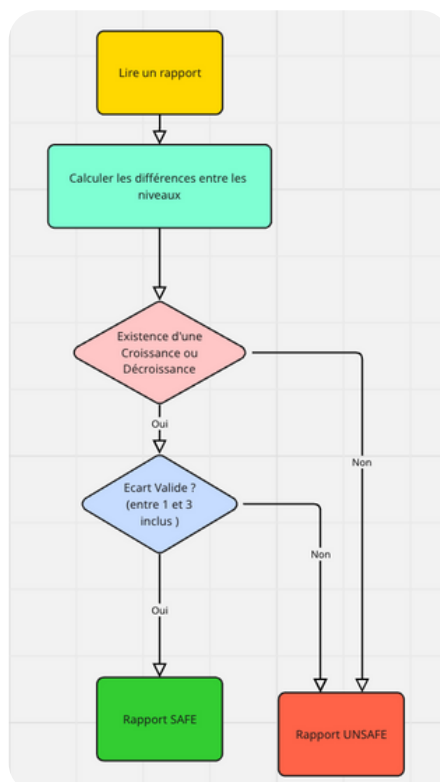 Lire un rapport
Calculer les différences entre les
niveaux
Existence d'une
Croissance ou
Décroissance
Oui
Non
Ecart Valide ?
(entre 1 et 3
inclus )
Non
Oui
Rapport SAFE
Rapport UNSAFE